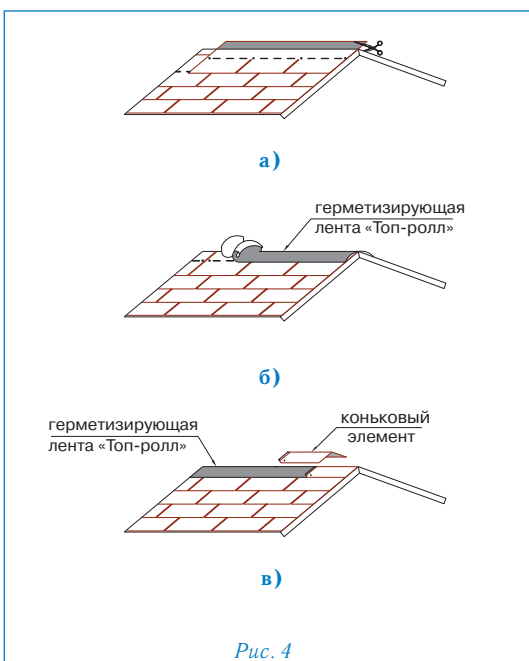 а)
герметизирующая
лента «Топ-ролл»
б)
герметизирующая
лента «Топ-ролл»
коньковый
элемент
в)
Рис. 4